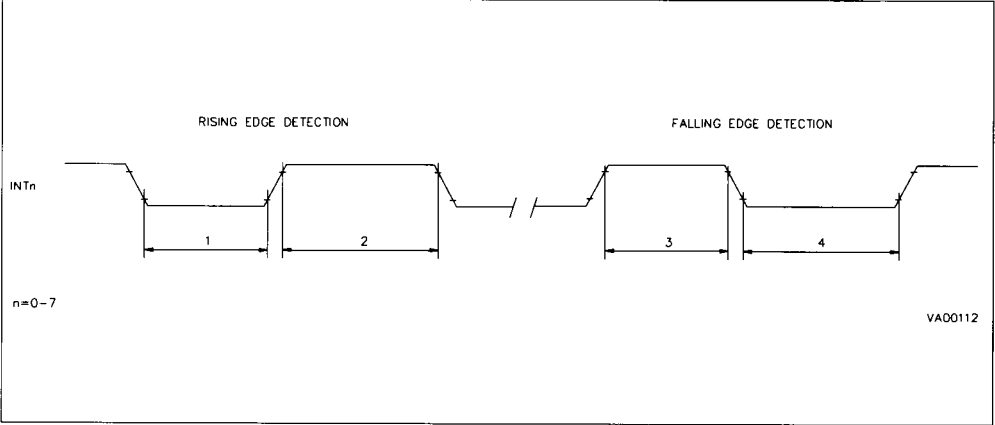 RISING EDGE DETECTION
FALLING EDGE DETECTION
INTn
1
2
3
4
n=0-7
VA00112